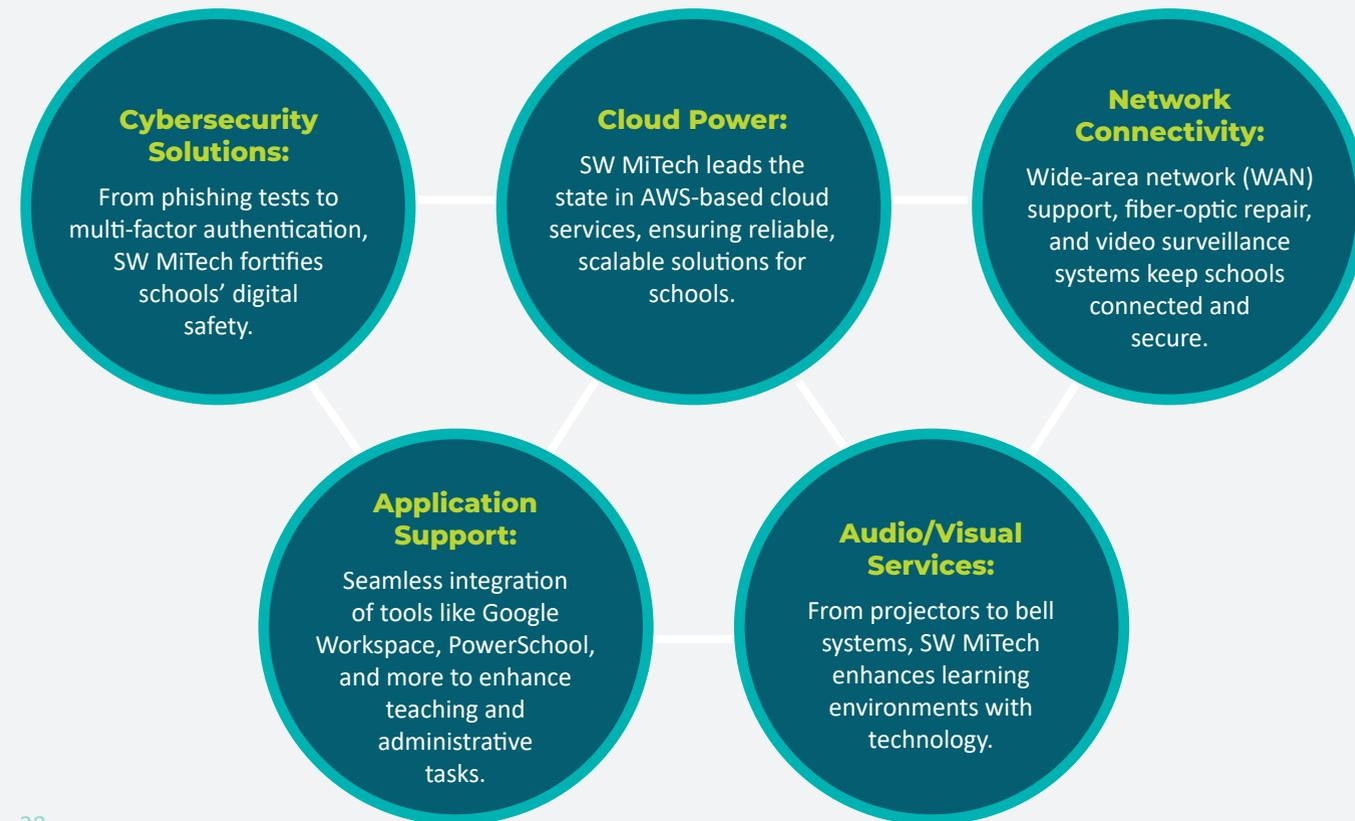 Cybersecurity
Solutions:
From phishing tests to
multi-factor authentication,
SW MiTech fortifies
schools’ digital
safety.
Cloud Power:
SW MiTech leads the
state in AWS-based cloud
services, ensuring reliable,
scalable solutions for
schools.
Network
Connectivity:
Wide-area network (WAN)
support, fiber-optic repair,
and video surveillance
systems keep schools
connected and
secure.
Application
Support:
Seamless integration
of tools like Google
Workspace, PowerSchool,
and more to enhance
teaching and
administrative
tasks.
Audio/Visual
Services:
From projectors to bell
systems, SW MiTech
enhances learning
environments with
technology.